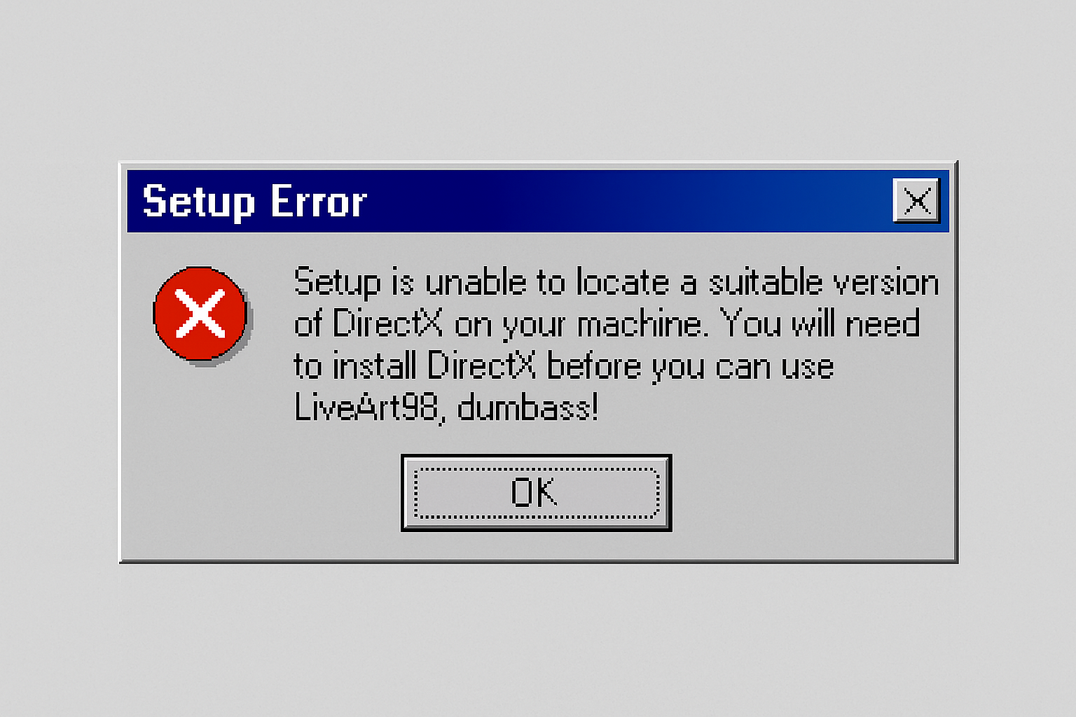 Setup Error
Setup is unable to locate a suitable version
of DirectX on your machine. You will need
to install DirectX before you can use
LiveArt98, dumbass!
OK